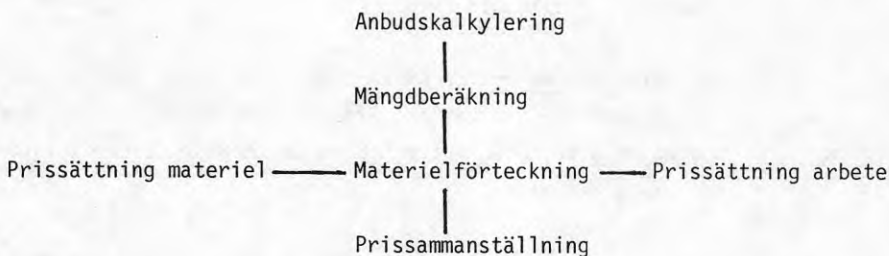 Anbudskalkylering
Mängdberäkning
Prissättning materiel Materielförteckning Prissättning arbete
Prissammanställning